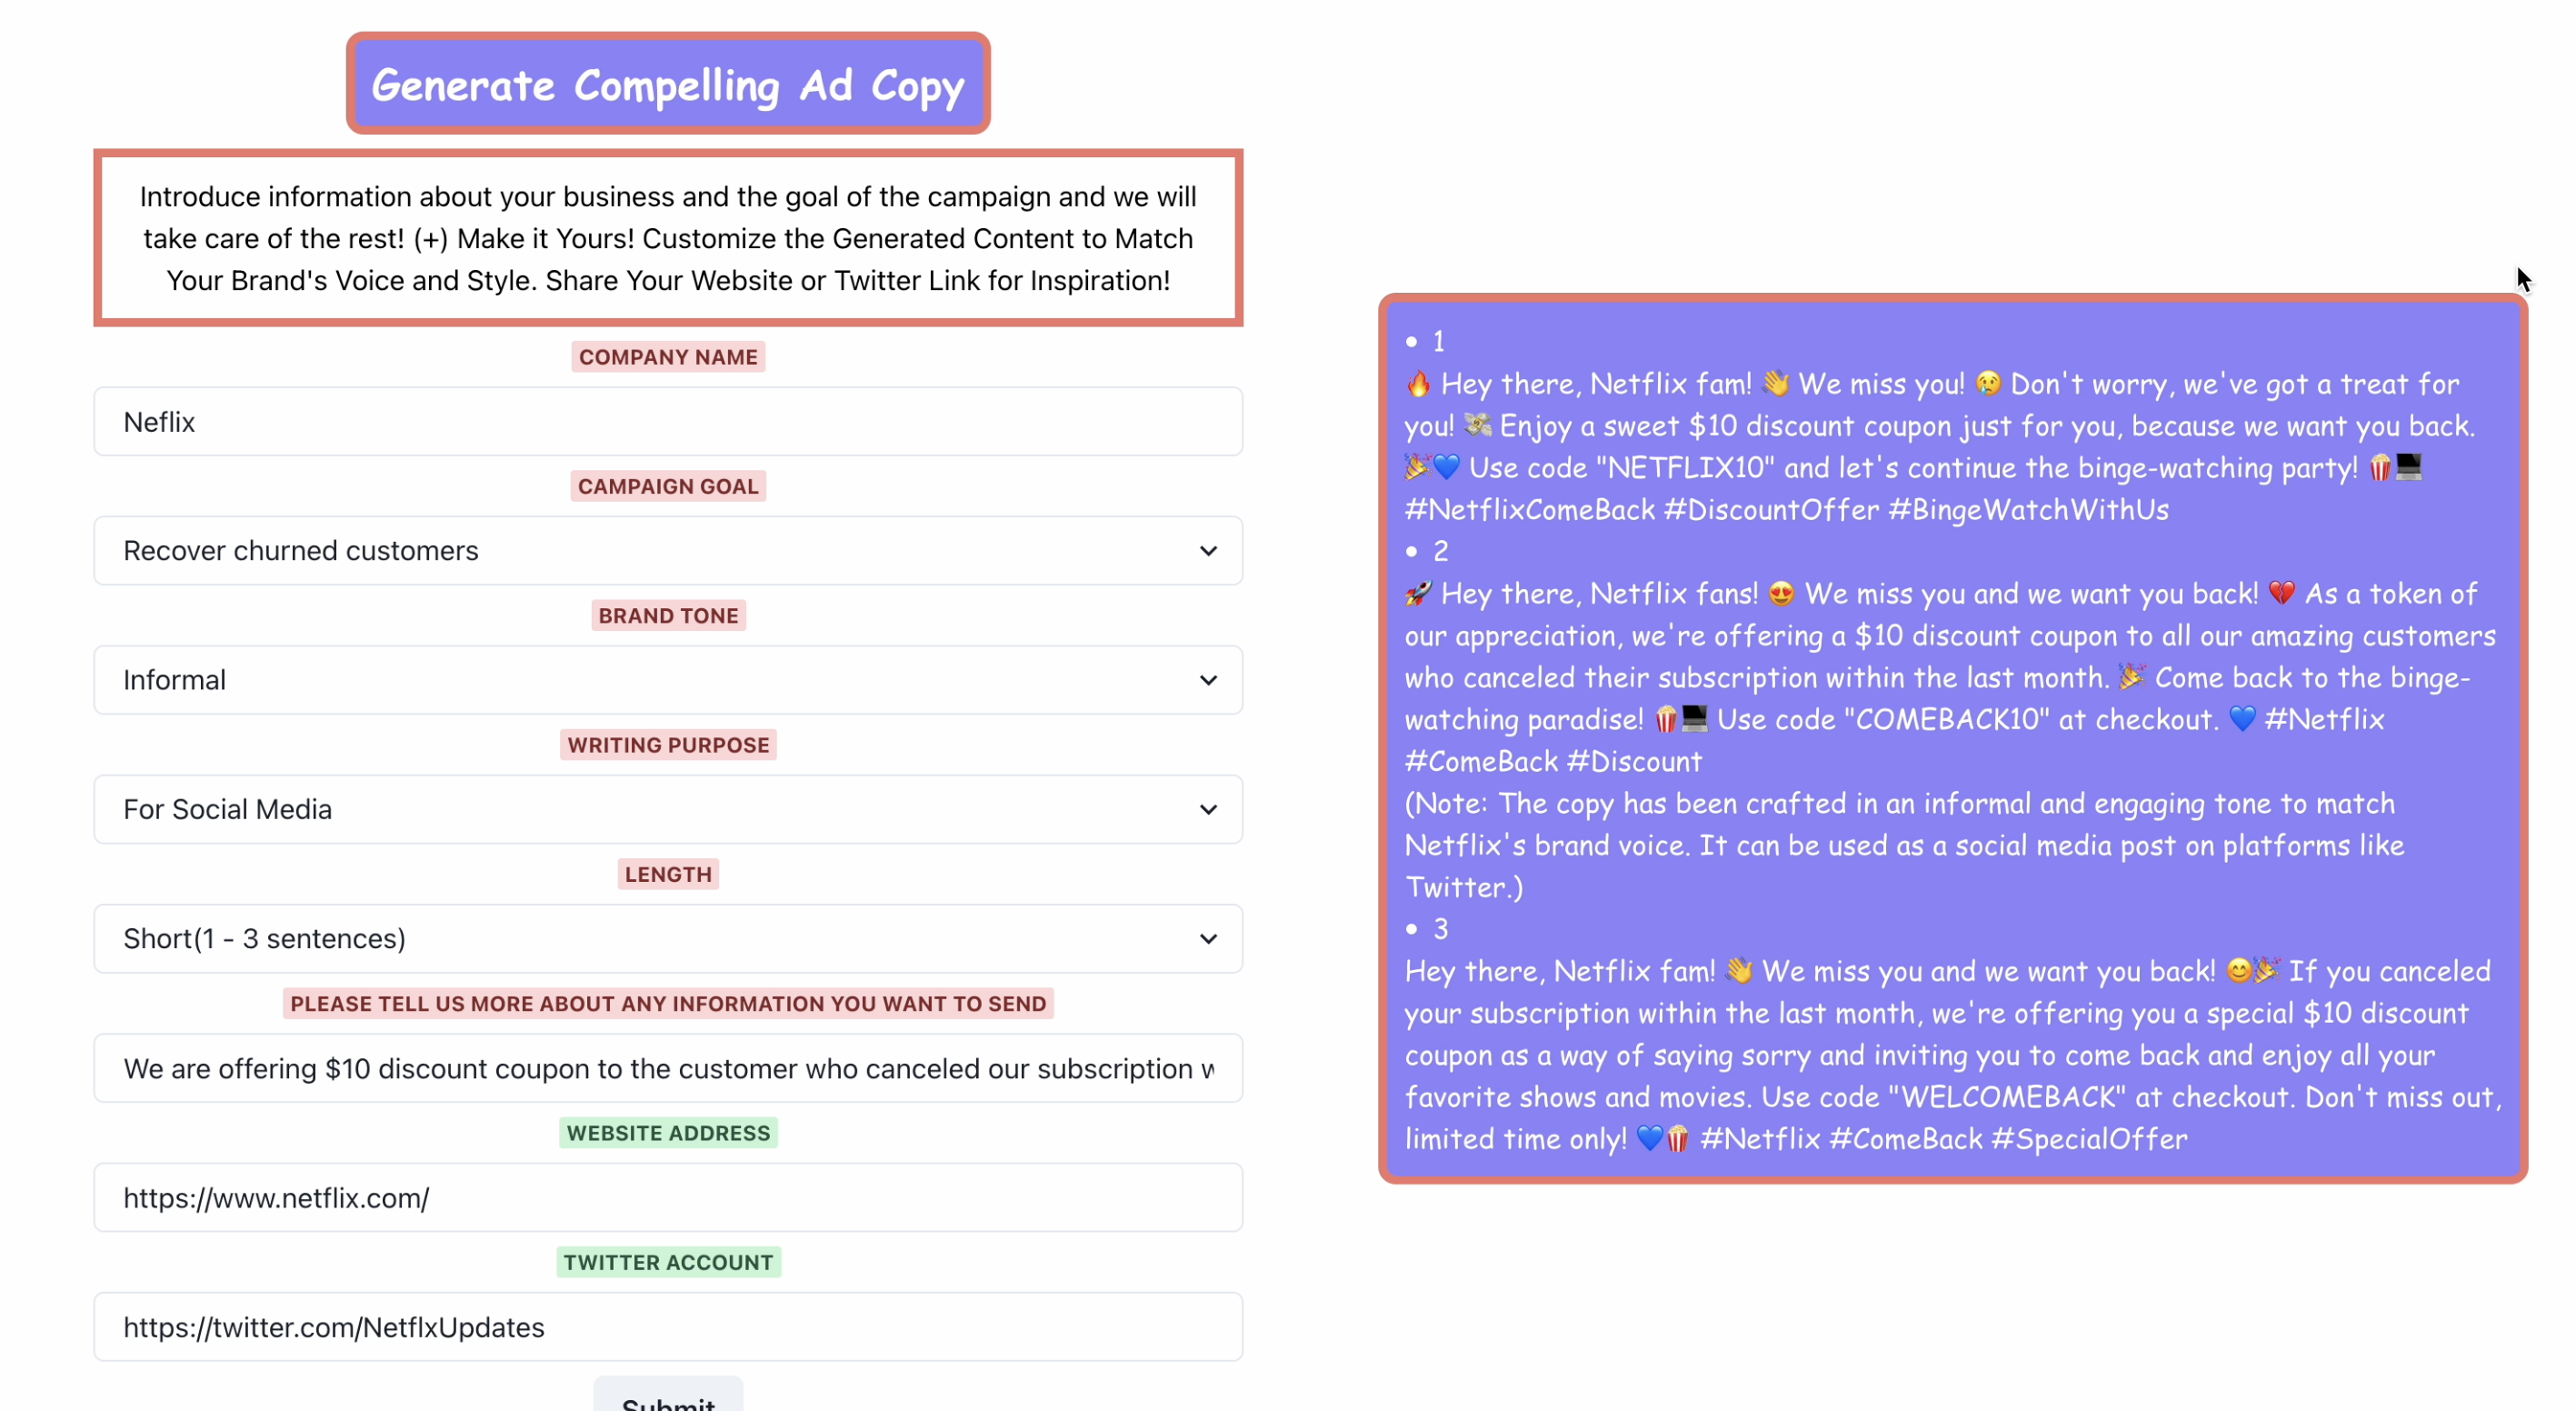 Generate Compelling Ad Copy
Introduce information about your business and the goal of the campaign and we will
take care of the rest! (+) Make it Yours! Customize the Generated Content to Match
Your Brand's Voice and Style. Share Your Website or Twitter Link for Inspiration!
COMPANY NAME
Neflix
CAMPAIGN GOAL
Recover churned customers
BRAND TONE
Informal
WRITING PURPOSE
For Social Media
LENGTH
Short(1 - 3 sentences)
PLEASE TELL US MORE ABOUT ANY INFORMATION YOU WANT TO SEND
We are offering $10 discount coupon to the customer who canceled our subscription
WEBSITE ADDRESS
https://www.netflix.com/
TWITTER ACCOUNT
https://twitter.com/NetflxUpdates
Submit
• 1
🔥 Hey there, Netflix fam! 👋 We miss you! 😢 Don't worry, we've got a treat for
you! 💸 Enjoy a sweet $10 discount coupon just for you, because we want you back.
🎉💙 Use code "NETFLIX10" and let's continue the binge-watching party! 🍿💻
#NetflixComeBack #DiscountOffer #BingeWatchWithUs
• 2
🚀 Hey there, Netflix fans! 😍 We miss you and we want you back! 💔 As a token of
our appreciation, we're offering a $10 discount coupon to all our amazing customers
who canceled their subscription within the last month. 🎉 Come back to the binge-
watching paradise! 🍿💻 Use code "COMEBACK10" at checkout. 💙 #Netflix
#ComeBack #Discount
(Note: The copy has been crafted in an informal and engaging tone to match
Netflix's brand voice. It can be used as a social media post on platforms like
Twitter.)
• 3
Hey there, Netflix fam! 👋 We miss you and we want you back! 😊🎉 If you canceled
your subscription within the last month, we're offering you a special $10 discount
coupon as a way of saying sorry and inviting you to come back and enjoy all your
favorite shows and movies. Use code "WELCOMEBACK" at checkout. Don't miss out,
limited time only! 💙🍿 #Netflix #ComeBack #SpecialOffer